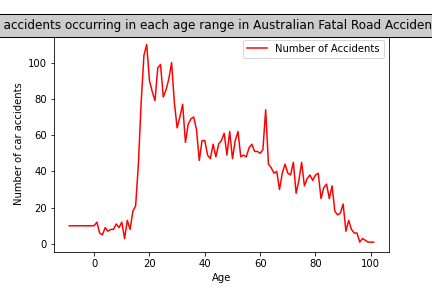 accidents occurring in each age range in Australian Fatal Road
Number of Accidents
Number of car accidents
100
80
60
40
20
0
0 20 40 60 80 100
Age